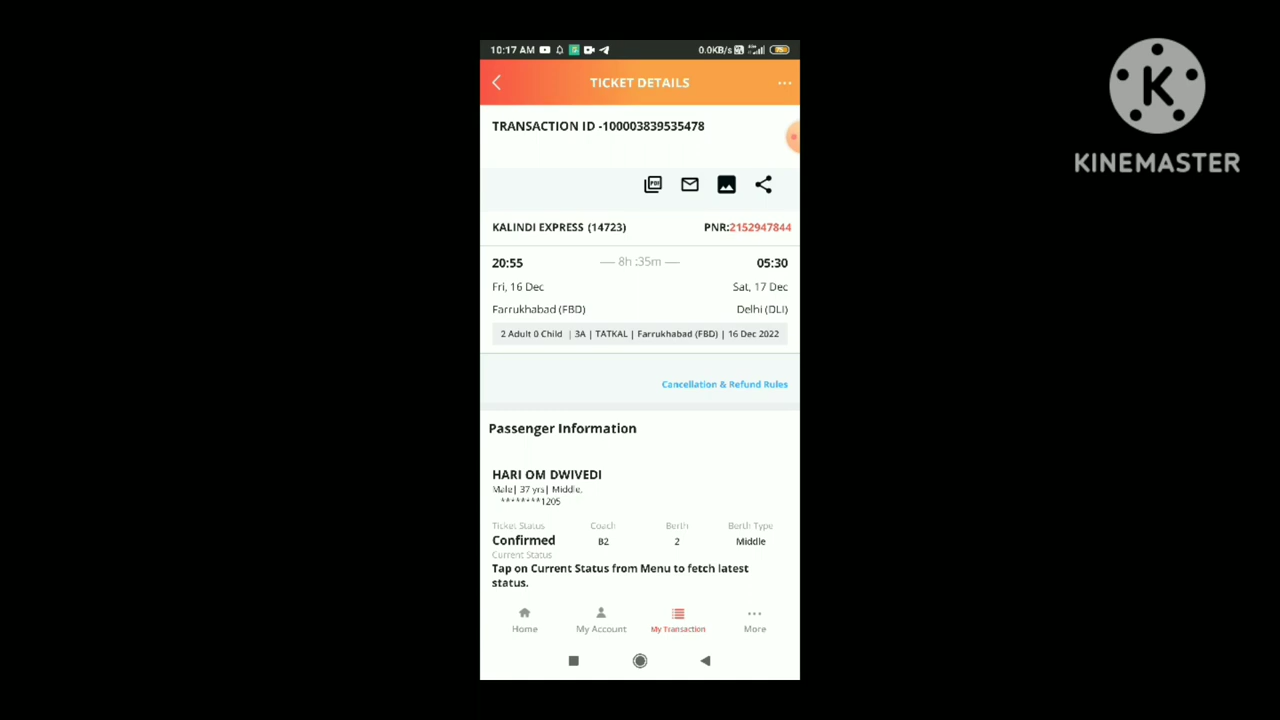 10:17 AM
0.0KB/s
TICKET DETAILS
KINEMASTER
TRANSACTION ID -100003839535478
PDF
KALINDI EXPRESS (14723) PNR:2152947844
20:55 8h :35m 05:30
Fri, 16 Dec Sat, 17 Dec
Farrukhabad (FBD) Delhi (DLI)
2 Adult 0 Child | 3A | TATKAL | Farrukhabad (FBD) | 16 Dec 2022
Cancellation & Refund Rules
Passenger Information
HARI OM DWIVEDI
Male| 37 yrs| Middle,
********1205
Ticket Status Coach Berth Berth Type
Confirmed B2 2 Middle
Current Status
Tap on Current Status from Menu to fetch latest
status.
Home My Account My Transaction More